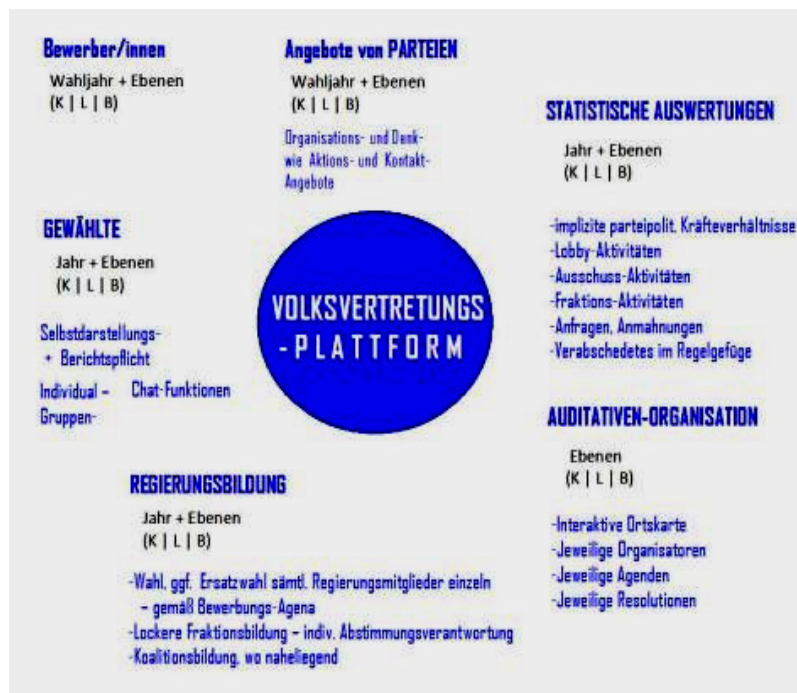 Bewerber/innen
Wahljahr + Ebenen
(K | L | B)
Angebote von PARTEIEN
Wahljahr + Ebenen
(K | L | B)
Organisations- und Denk-
wie Aktions- und Kontakt-
Angebote
STATISTISCHE AUSWERTUNGEN
Jahr + Ebenen
(K | L | B)
-implizite parteipolit. Kräfteverhältnisse
-Lobby-Aktivitäten
-Ausschuss-Aktivitäten
-Fraktions-Aktivitäten
-Anfragen, Anmahnungen
-Verabschedetes im Regelgefüge
GEWÄHLTE
Jahr + Ebenen
(K | L | B)
Selbstdarstellungs-
+ Berichtspflicht
Individual – Chat-Funktionen
Gruppen-
VOLKSVERTRETUNGS
-PLATTFORM
AUDITATIVEN-ORGANISATION
Ebenen
(K | L | B)
-Interaktive Ortskarte
-Jeweilige Organisatoren
-Jeweilige Agenden
-Jeweilige Resolutionen
REGIERUNGSBILDUNG
Jahr + Ebenen
(K | L | B)
-Wahl, ggf. Ersatzwahl sämtl. Regierungsmitglieder einzeln
– gemäß Bewerbungs-Agena
-Lockere Fraktionsbildung – indiv. Abstimmungsverantwortung
-Koalitionsbildung, wo naheliegend